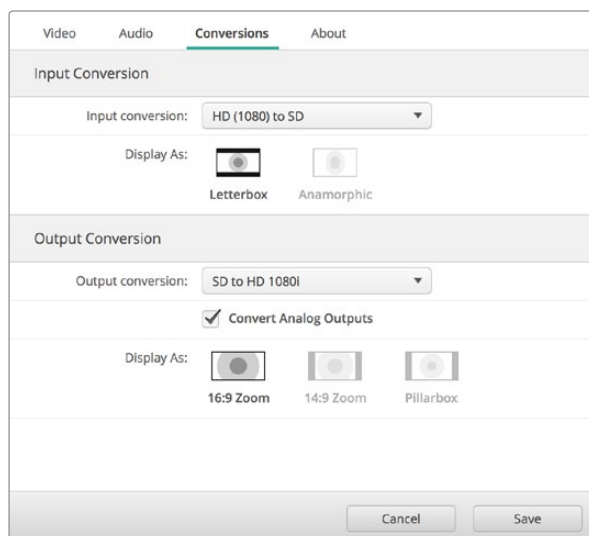 Video Audio Conversions About
Input Conversion
Input conversion: HD (1080) to SD
Display As:
Letterbox Anamorphic
Output Conversion
Output conversion: SD to HD 1080i
Convert Analog Outputs
Display As:
16:9 Zoom 14:9 Zoom Pillarbox
Cancel Save